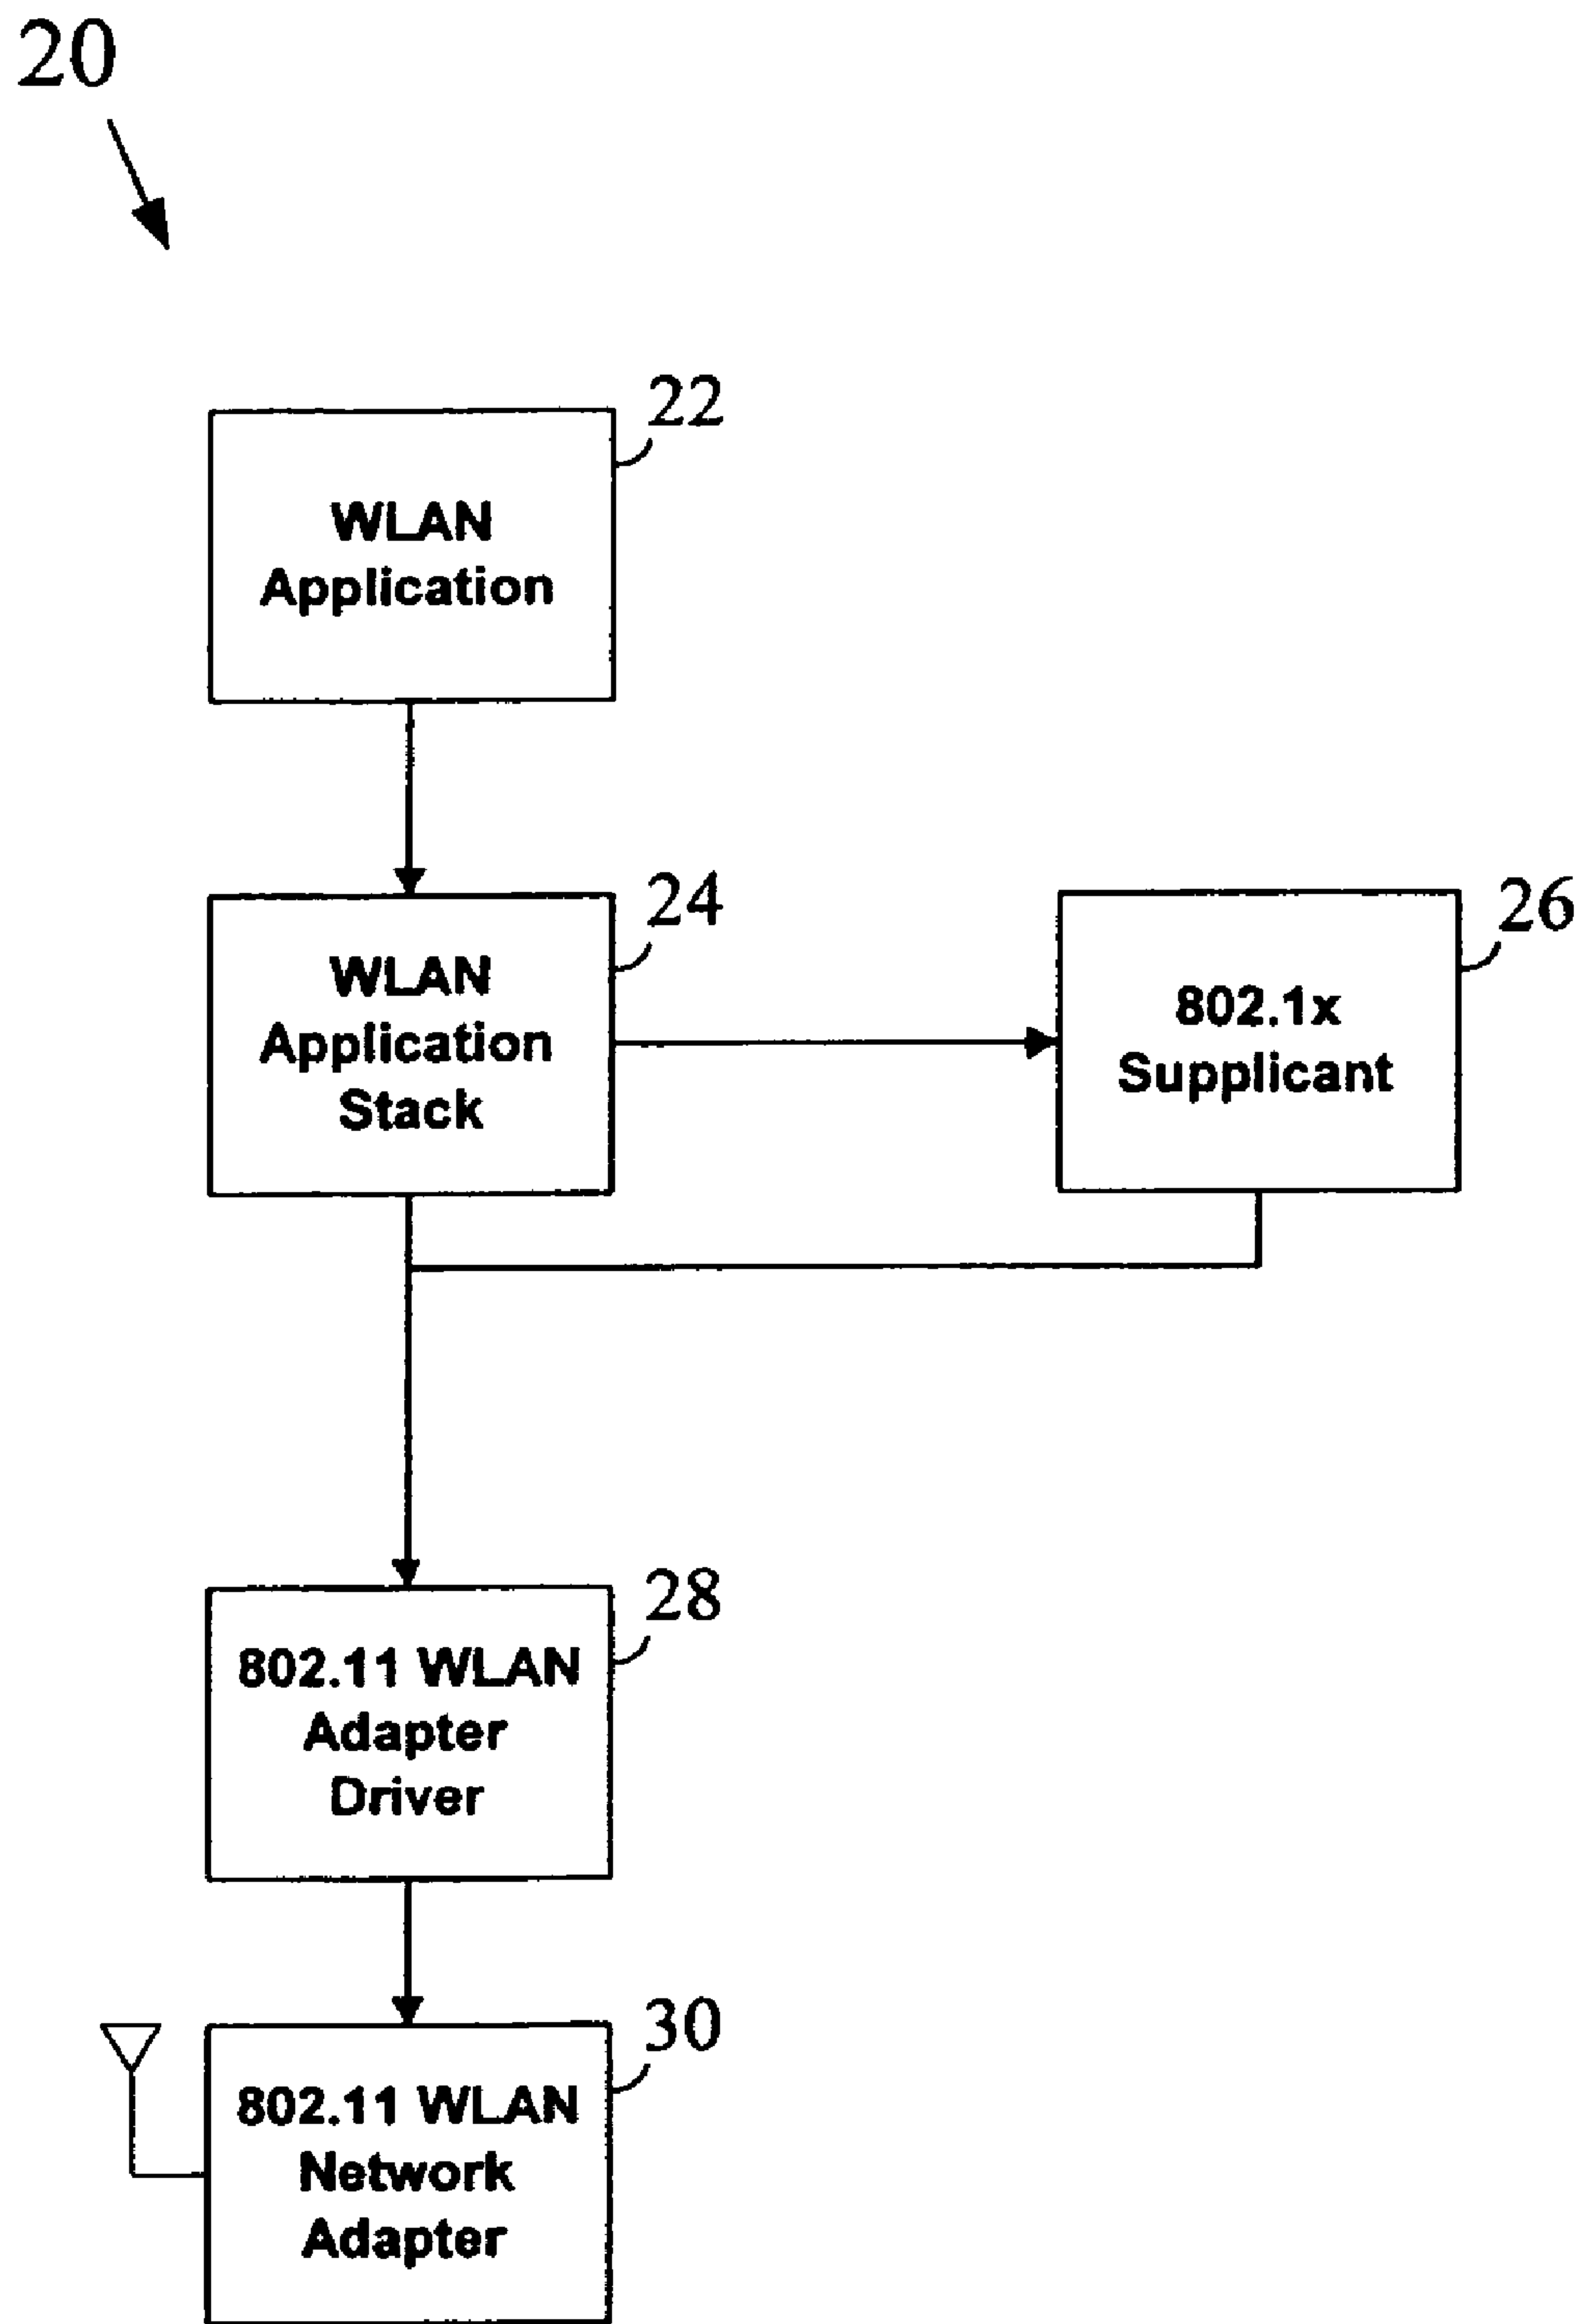 20
22
WLAN
Application
24
WLAN
Application
Stack
26
802.1x
Supplicant
28
802.11 WLAN
Adapter
Driver
30
802.11 WLAN
Network
Adapter